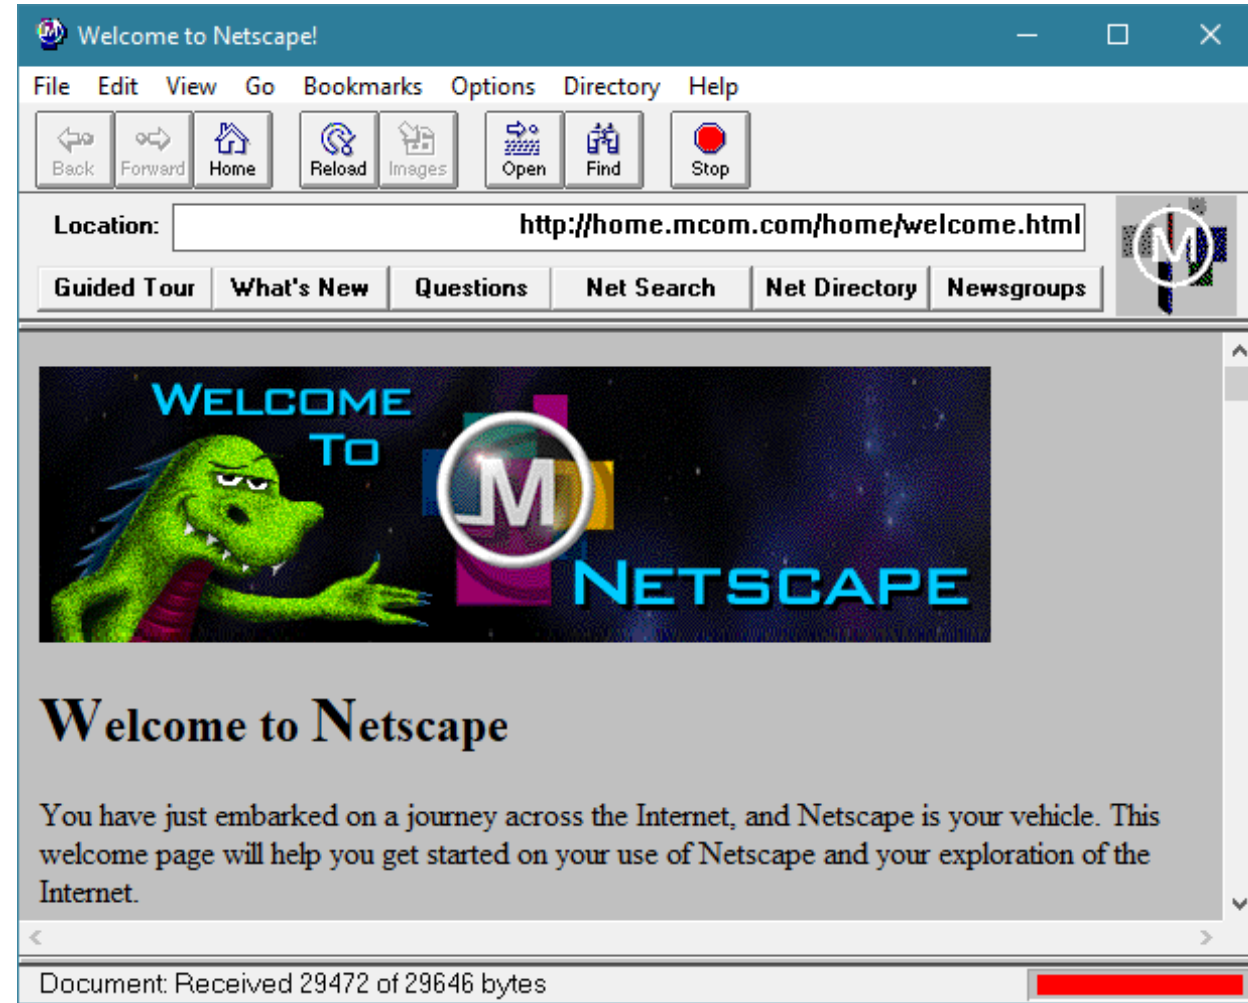 Welcome to Netscape!
File Edit View Go Bookmarks Options Directory Help
Back Forward Home Reload Images Open Find Stop
Location: http://home.mcom.com/home/welcome.html
M
Guided Tour What's New Questions Net Search Net Directory Newsgroups
WELCOME
TO
M
NETSCAPE
Welcome to Netscape
You have just embarked on a journey across the Internet, and Netscape is your vehicle. This
welcome page will help you get started on your use of Netscape and your exploration of the
Internet.
Document: Received 29472 of 29646 bytes